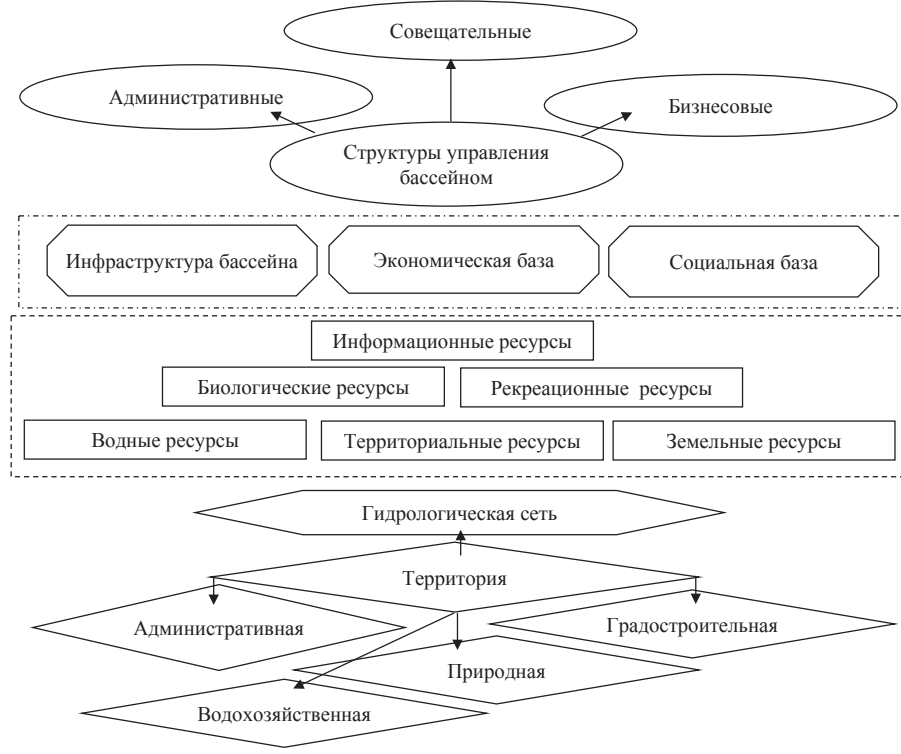 Совещательные
Административные
Бизнесовые
Структуры управления
бассейном
Инфраструктура бассейна
Экономическая база
Социальная база
Информационные ресурсы
Биологические ресурсы
Рекреационные ресурсы
Водные ресурсы
Территориальные ресурсы
Земельные ресурсы
Гидрологическая сеть
Территория
Административная
Градостроительная
Природная
Водохозяйственная